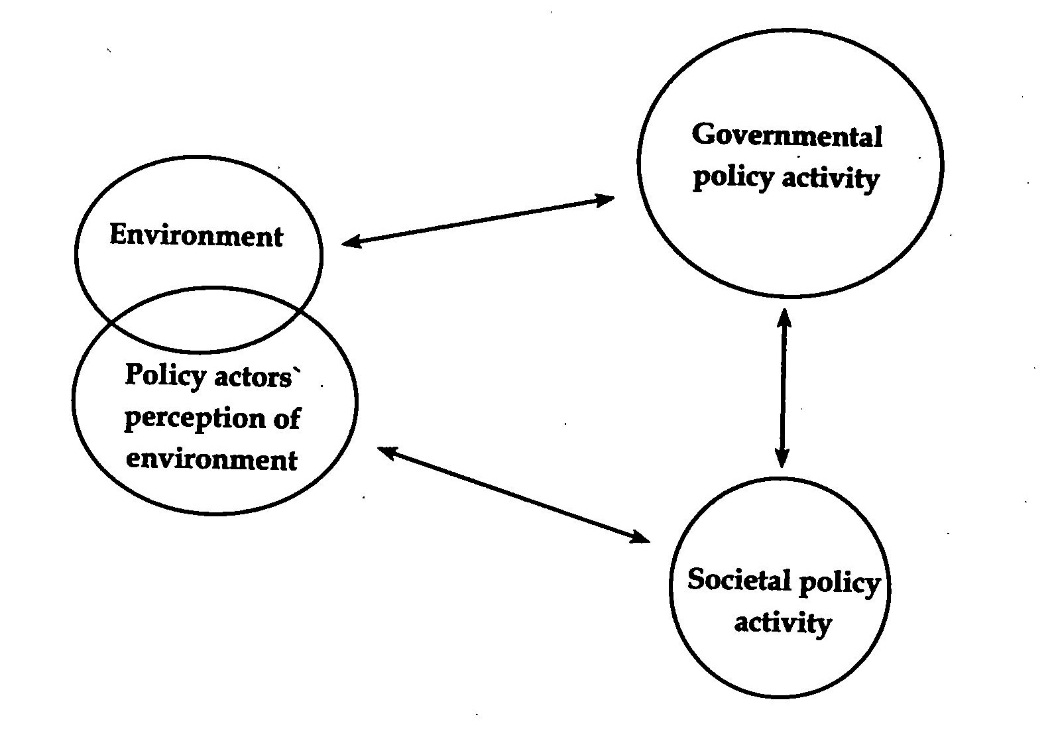 Governmental
policy activity
Environment
Policy actors`
perception of
environment
Societal policy
activity